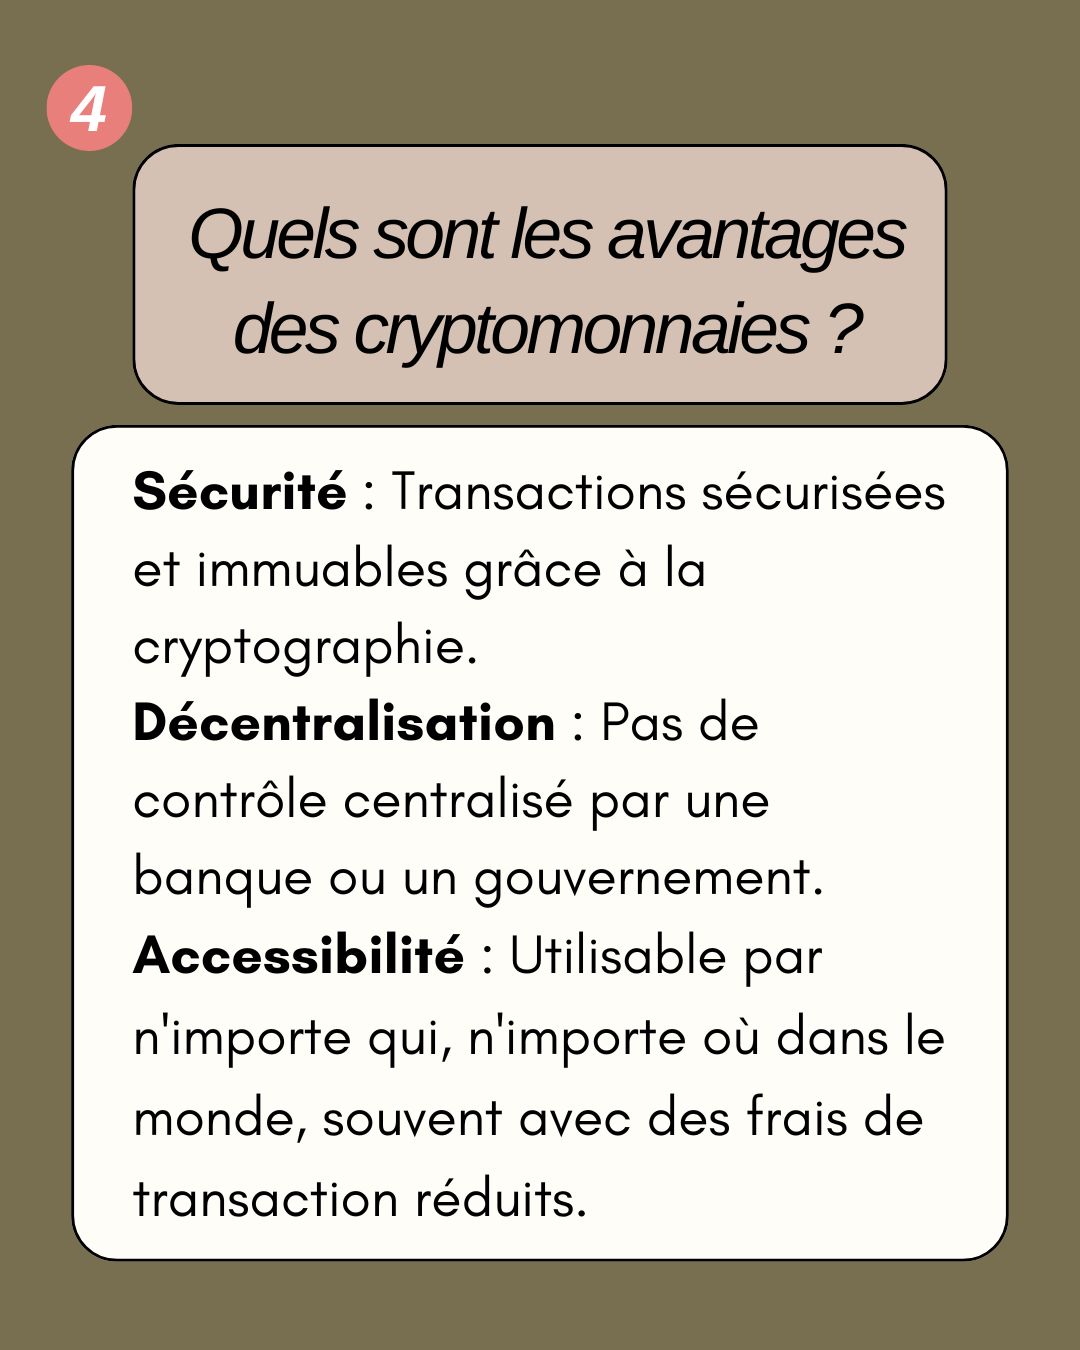 4
Quels sont les avantages
des cryptomonnaies ?
Sécurité : Transactions sécurisées
et immuables grâce à la
cryptographie.
Décentralisation : Pas de
contrôle centralisé par une
banque ou un gouvernement.
Accessibilité : Utilisable par
n'importe qui, n'importe où dans le
monde, souvent avec des frais de
transaction réduits.